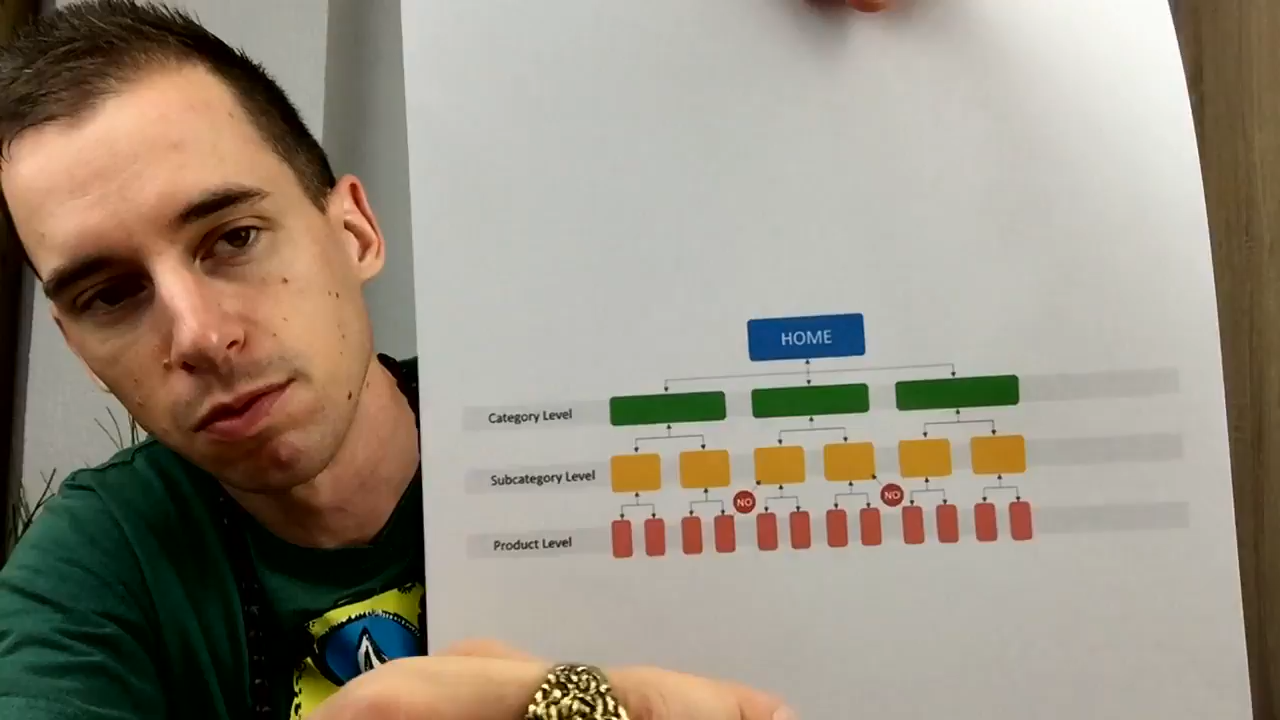 HOME
Category Level
Subcategory Level
NO
NO
Product Level